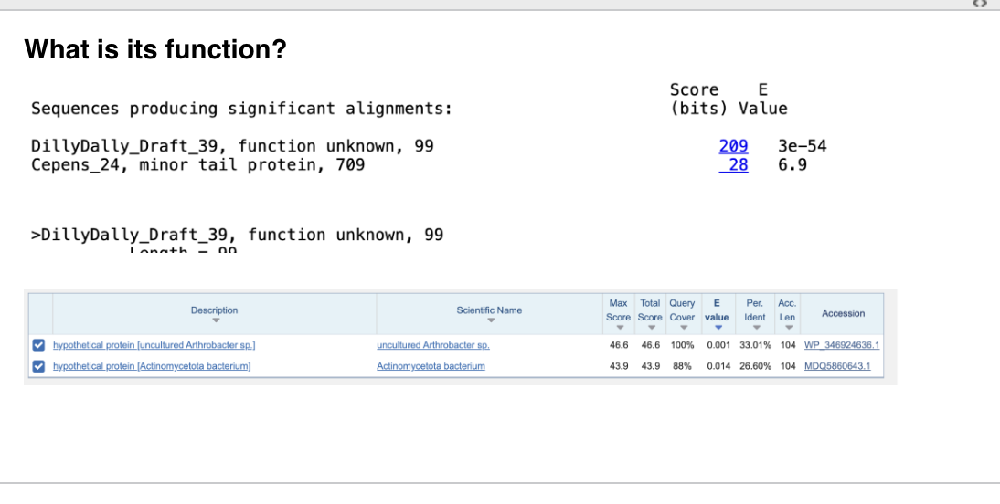 What is its function?
Score E
Sequences producing significant alignments: (bits) Value
DillyDally_Draft_39, function unknown, 99 209 3e-54
Cepens_24, minor tail protein, 709 28 6.9
>DillyDally_Draft_39, function unknown, 99
Length = 99
Description Scientific Name Max Score Total Score Query Cover E value Per. Ident Acc. Len Accession
hypothetical protein [uncultured Arthrobacter sp.] uncultured Arthrobacter sp. 46.6 46.6 100% 0.001 33.01% 104 WP_346924636.1
hypothetical protein [Actinomycetota bacterium] Actinomycetota bacterium 43.9 43.9 88% 0.014 26.60% 104 MDQ5860643.1